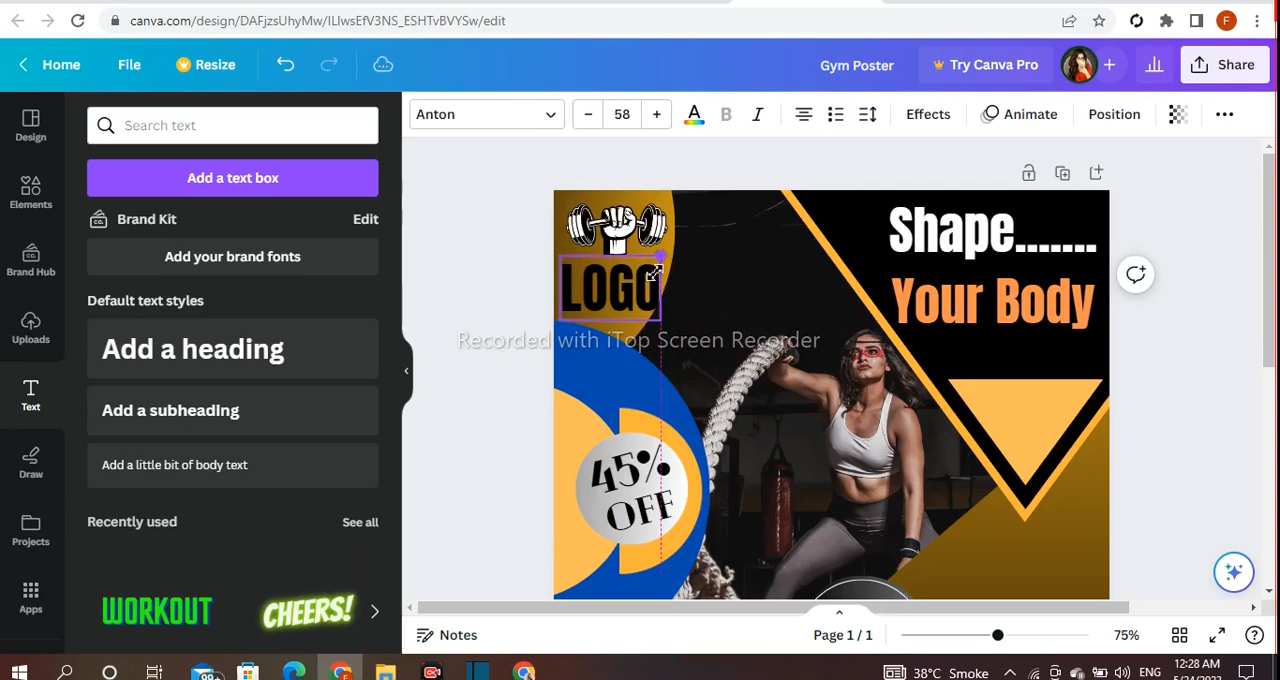 canva.com/design/DAFjzsUhyMw/lLIwsEfV3NS_ESHTvBVYSw/edit
F
Home
File
Resize
Gym Poster
Try Canva Pro
Share
Design
Elements
Brand Hub
Uploads
Text
Draw
Projects
Apps
Search text
Add a text box
Brand Kit
Edit
Add your brand fonts
Default text styles
Add a heading
Add a subheading
Add a little bit of body text
Recently used
See all
WORKOUT
CHEERS!
Anton
58
A
B
I
Effects
Animate
Position
LOGO
Shape.......
Your Body
45%
OFF
Recorded with iTop Screen Recorder
Notes
Page 1 / 1
75%
38°C Smoke
ENG
12:28 AM